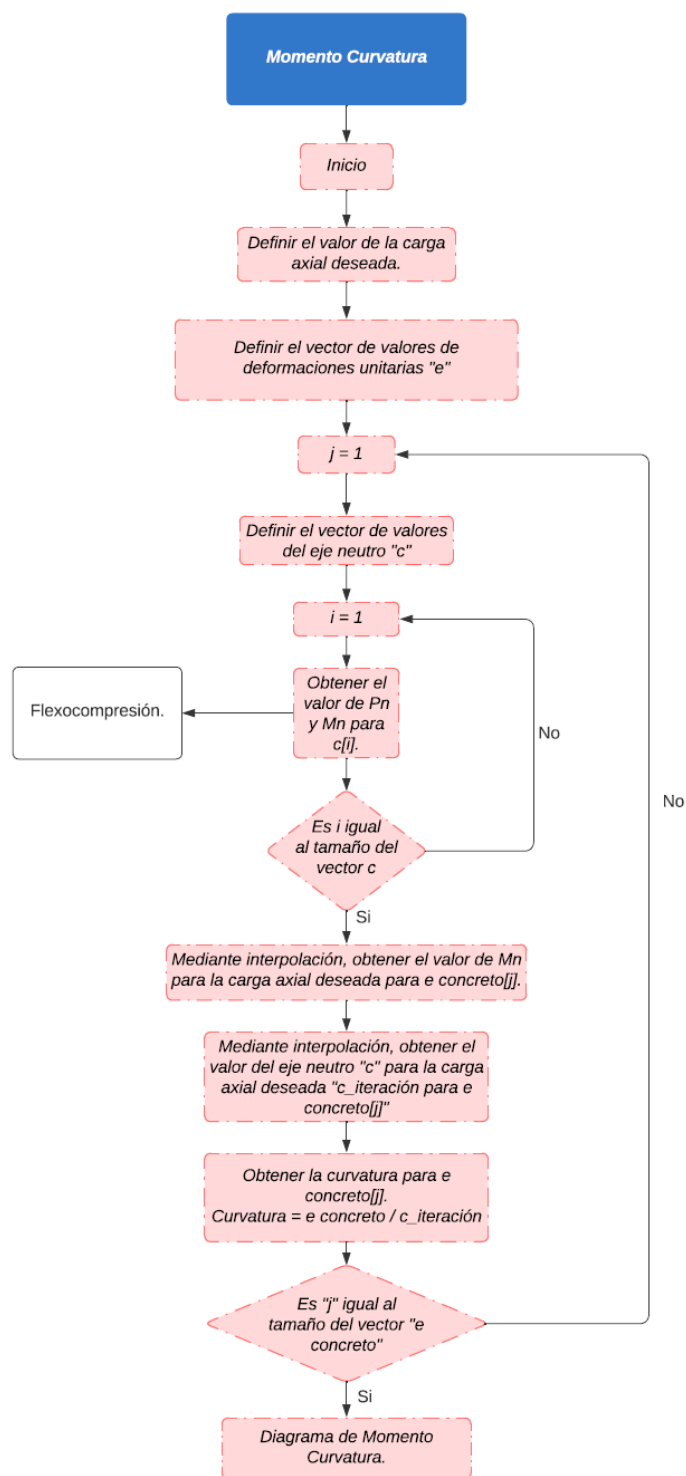 Momento Curvatura
Inicio
Definir el valor de la carga
axial deseada.
Definir el vector de valores de
deformaciones unitarias "e"
j = 1
Definir el vector de valores
del eje neutro "c"
i = 1
Obtener el
valor de Pn
y Mn para
c[i].
Flexocompresión.
No
No
Es i igual
al tamaño del
vector c
Si
Mediante interpolación, obtener el valor de Mn
para la carga axial deseada para e concreto[j].
Mediante interpolación, obtener el
valor del eje neutro "c" para la carga
axial deseada "c_iteración para e
concreto[j]"
Obtener la curvatura para e
concreto[j].
Curvatura = e concreto / c_iteración
Es "j" igual al
tamaño del vector "e
concreto"
Si
Diagrama de Momento
Curvatura.